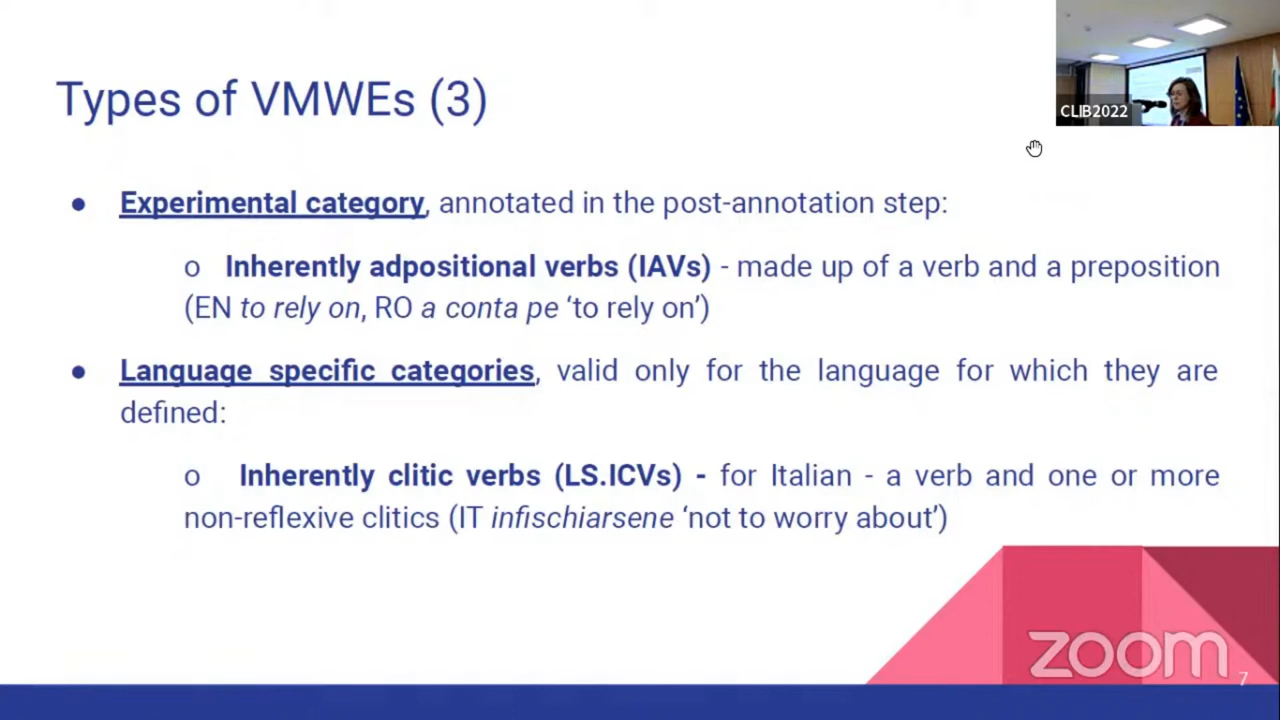 Types of VMWEs (3)
CLIB2022
● Experimental category, annotated in the post-annotation step:
o Inherently adpositional verbs (IAVs) - made up of a verb and a preposition
(EN to rely on, RO a conta pe ‘to rely on’)
● Language specific categories, valid only for the language for which they are
defined:
o Inherently clitic verbs (LS.ICVs) - for Italian - a verb and one or more
non-reflexive clitics (IT infischiarsene ‘not to worry about’)
zoom
7